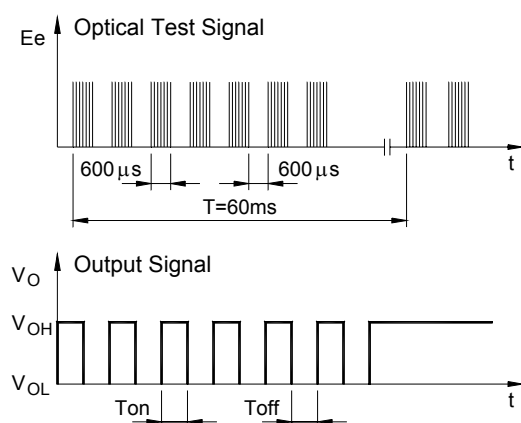 Ee Optical Test Signal
t
600 μs 600 μs
T=60ms
VO Output Signal
VOH
VOL
t
Ton Toff